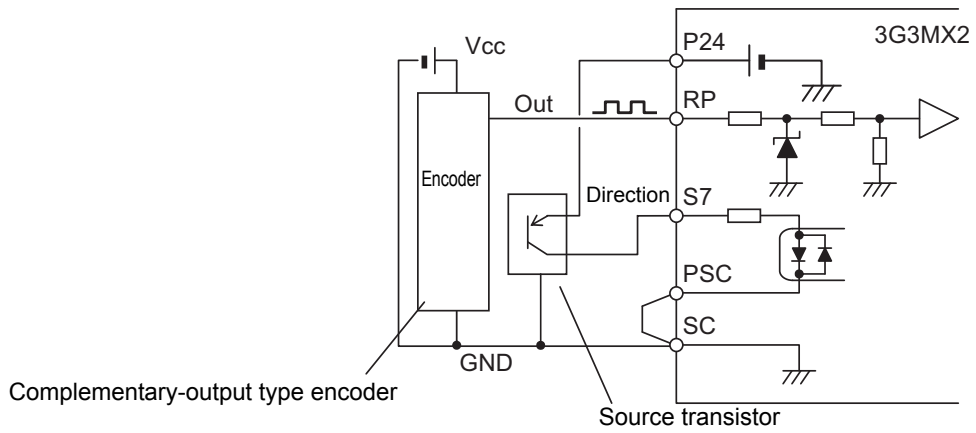 3G3MX2
Vcc
P24
Out
RP
Encoder
Direction
S7
PSC
SC
GND
Complementary-output type encoder
Source transistor